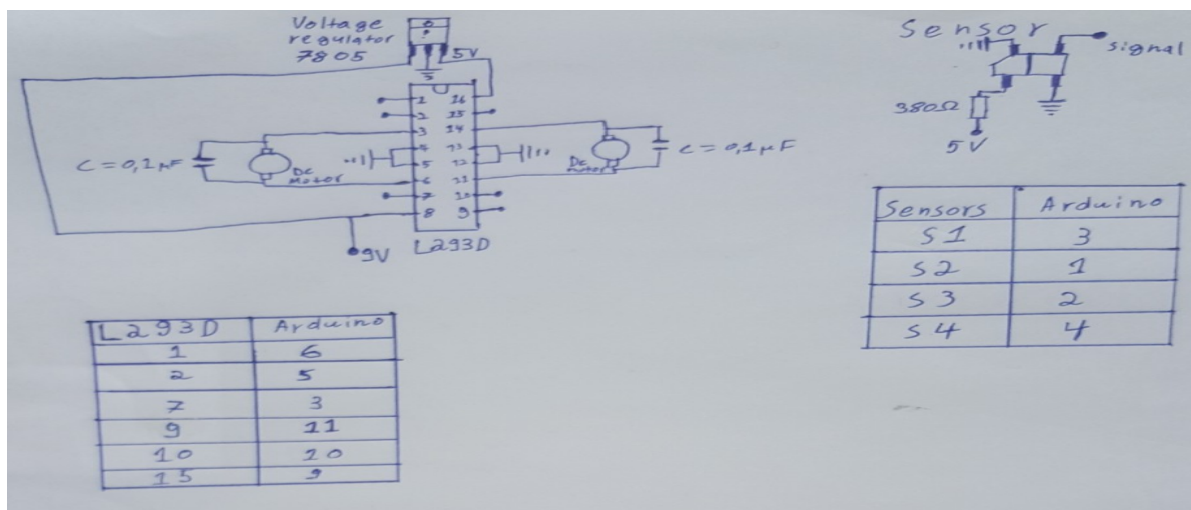 Voltage
regulator
7805
5V
1 16
2 15
3 14
4 13
5 12
6 11
7 10
8 9
L293D
C=0,1µF
DC
Motor
DC
motor
C=0,1µF
9V
Sensor
signal
380Ω
5V
Sensors Arduino
S1 3
S2 1
S3 2
S4 4
L293D Arduino
1 6
2 5
7 3
9 11
10 10
15 9